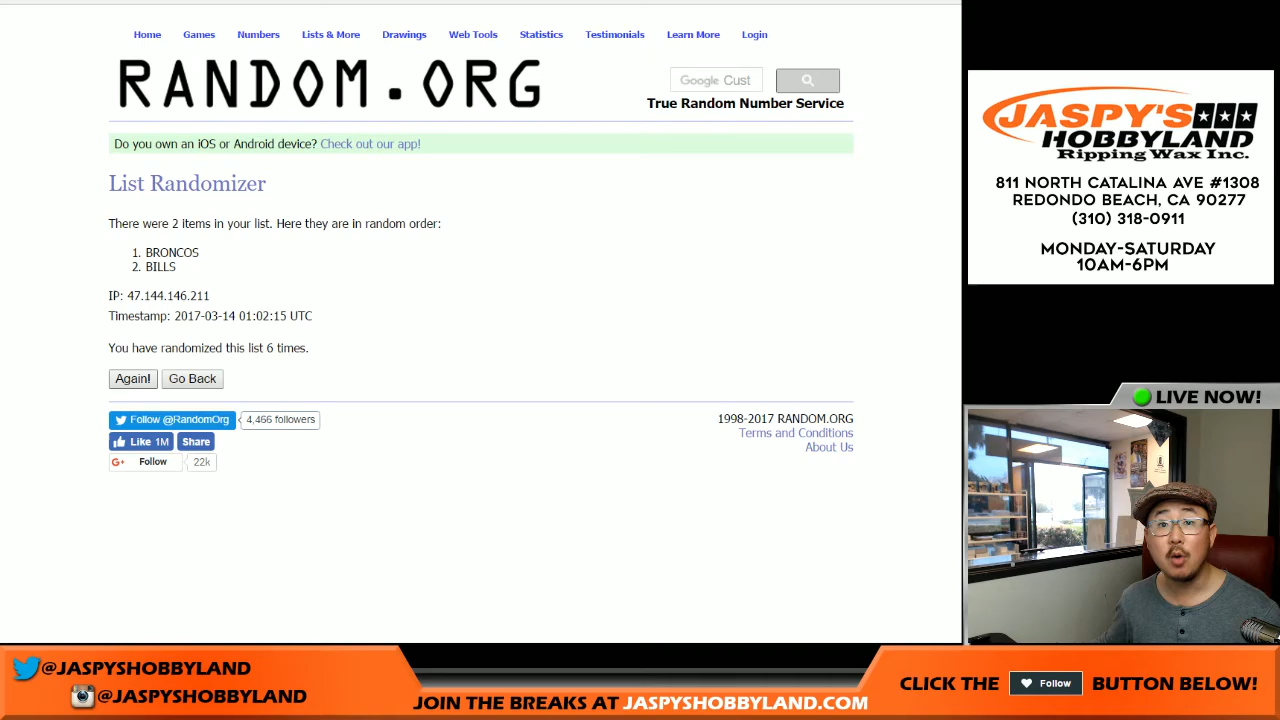 Home Games Numbers Lists & More Drawings Web Tools Statistics Testimonials Learn More Login
RANDOM.ORG
Google Cust
True Random Number Service
Do you own an iOS or Android device? Check out our app!
List Randomizer
There were 2 items in your list. Here they are in random order:
1. BRONCOS
2. BILLS
IP: 47.144.146.211
Timestamp: 2017-03-14 01:02:15 UTC
You have randomized this list 6 times.
Again! Go Back
Follow @RandomOrg 4,466 followers
Like 1M Share
G+ Follow 22k
1998-2017 RANDOM.ORG
Terms and Conditions
About Us
JASPY'S
HOBBYLAND
Ripping Wax Inc.
811 NORTH CATALINA AVE #1308
REDONDO BEACH, CA 90277
(310) 318-0911
MONDAY-SATURDAY
10AM-6PM
LIVE NOW!
@JASPYSHOBBYLAND
@JASPYSHOBBYLAND
JOIN THE BREAKS AT JASPYSHOBBYLAND.COM
CLICK THE Follow BUTTON BELOW!